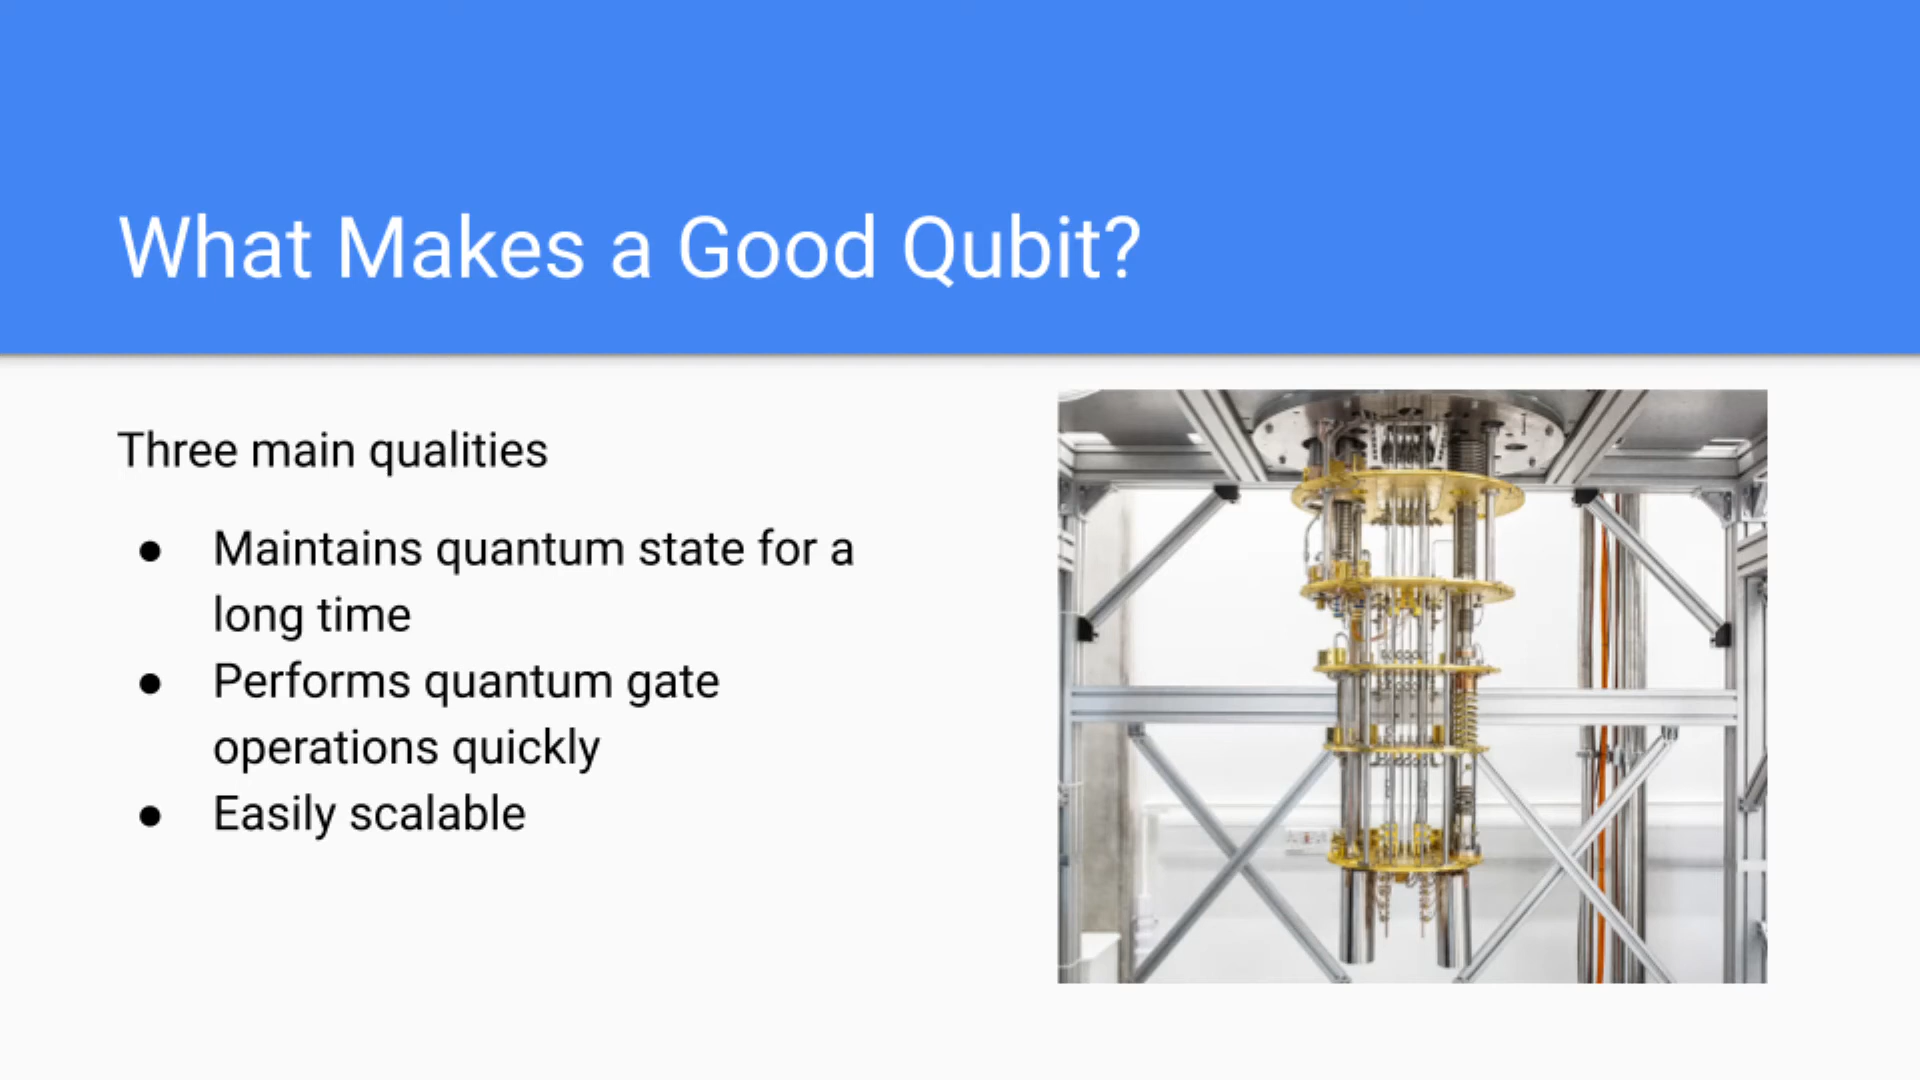 What Makes a Good Qubit?
Three main qualities
● Maintains quantum state for a
long time
● Performs quantum gate
operations quickly
● Easily scalable